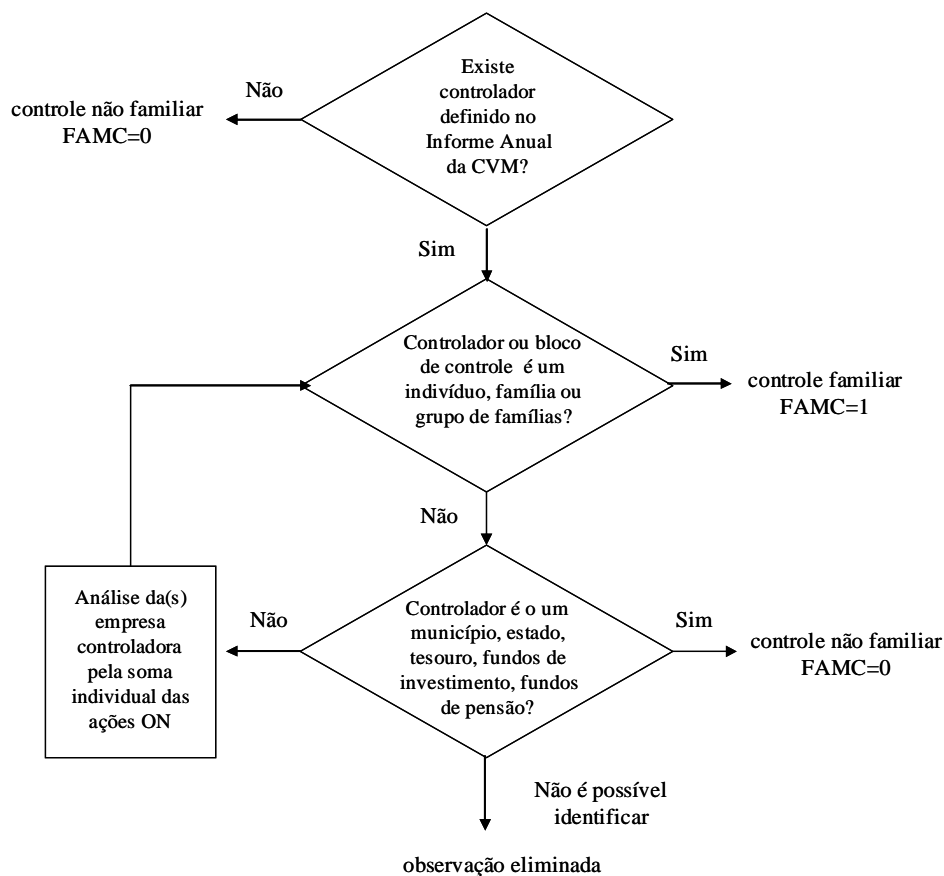 Existe
controlador
definido no
Informe Anual
da CVM?
Não
controle não familiar
FAMC=0
Sim
Controlador ou bloco
de controle é um
indivíduo, família ou
grupo de famílias?
Sim
controle familiar
FAMC=1
Não
Controlador é o um
município, estado,
tesouro, fundos de
investimento, fundos
de pensão?
Sim
controle não familiar
FAMC=0
Não
Análise da(s)
empresa
controladora
pela soma
individual das
ações ON
Não é possível
identificar
observação eliminada